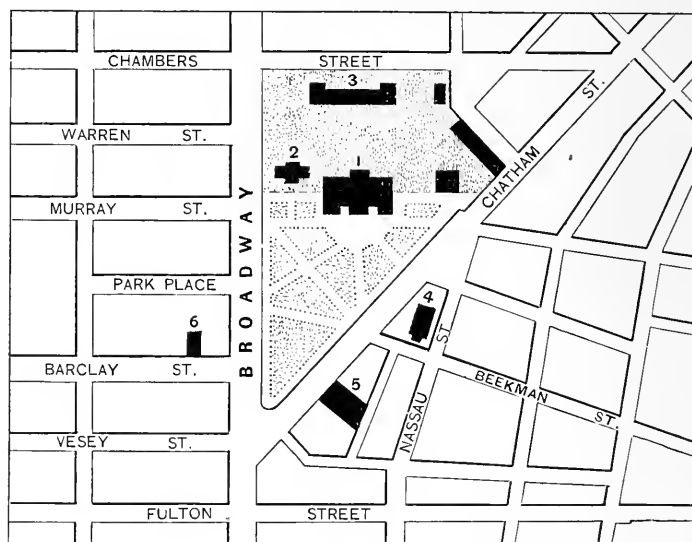 CHAMBERS STREET
3
ST.
WARREN ST.
2
1
CHATHAM
MURRAY ST.
BROADWAY
PARK PLACE
4
6
ST.
BARCLAY ST.
5
BEEKMAN ST.
NASSAU
VESEY ST.
FULTON STREET